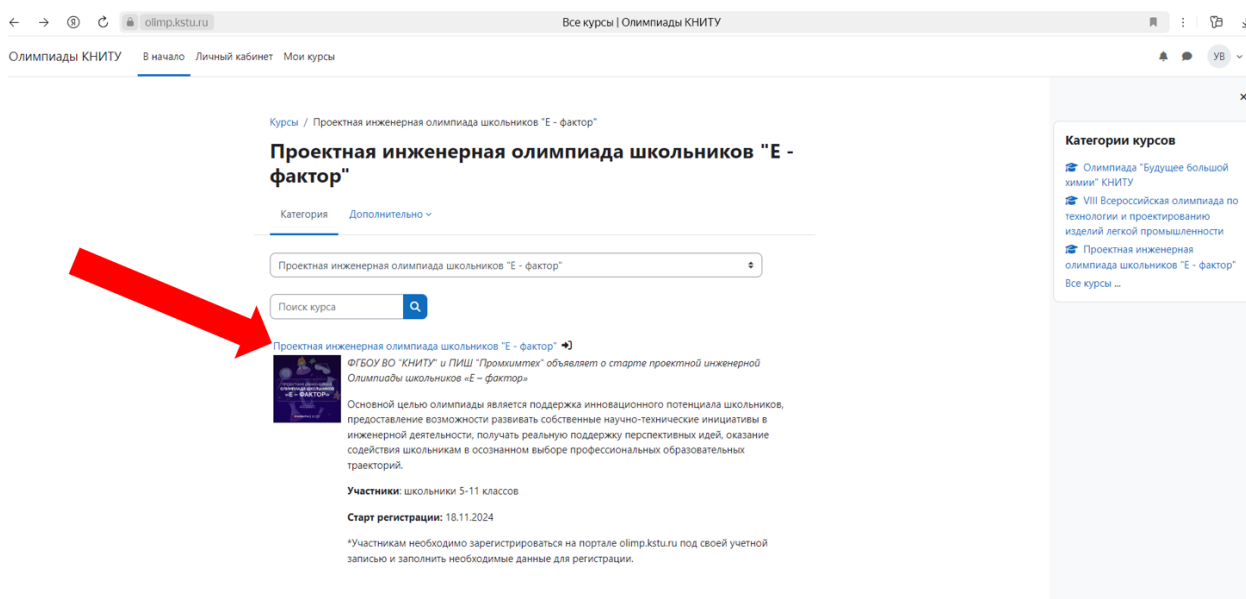 olimp.kstu.ru
Все курсы | Олимпиады КНИТУ
Олимпиады КНИТУ В начало Личный кабинет Мои курсы
УВ
Курсы / Проектная инженерная олимпиада школьников "Е - фактор"
Проектная инженерная олимпиада школьников "Е -
фактор"
Категория Дополнительно
Проектная инженерная олимпиада школьников "Е - фактор"
Поиск курса
Проектная инженерная олимпиада школьников "Е - фактор"
ПРОЕКТНАЯ ИНЖЕНЕРНАЯ
ОЛИМПИАДА ШКОЛЬНИКОВ
«Е – ФАКТОР»
ФГБОУ ВО "КНИТУ" и ПИШ "Промхимтех" объявляет о старте проектной инженерной
Олимпиады школьников «Е – фактор»
Основной целью олимпиады является поддержка инновационного потенциала школьников,
предоставление возможности развивать собственные научно-технические инициативы в
инженерной деятельности, получать реальную поддержку перспективных идей, оказание
содействия школьникам в осознанном выборе профессиональных образовательных
траекторий.
Участники: школьники 5-11 классов
Старт регистрации: 18.11.2024
*Участникам необходимо зарегистрироваться на портале olimp.kstu.ru под своей учетной
записью и заполнить необходимые данные для регистрации.
Категории курсов
Олимпиада "Будущее большой
химии" КНИТУ
VIII Всероссийская олимпиада по
технологии и проектированию
изделий легкой промышленности
Проектная инженерная
олимпиада школьников "Е - фактор"
Все курсы ...